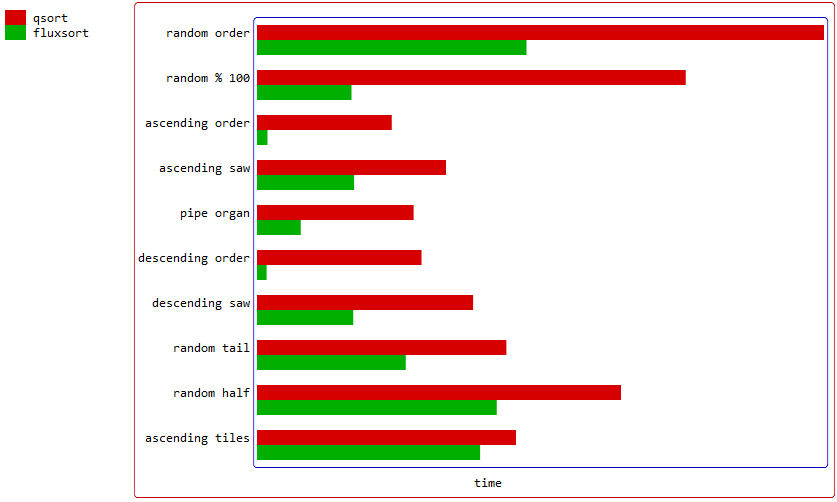 qsort
fluxsort
random order
random % 100
ascending order
ascending saw
pipe organ
descending order
descending saw
random tail
random half
ascending tiles
time